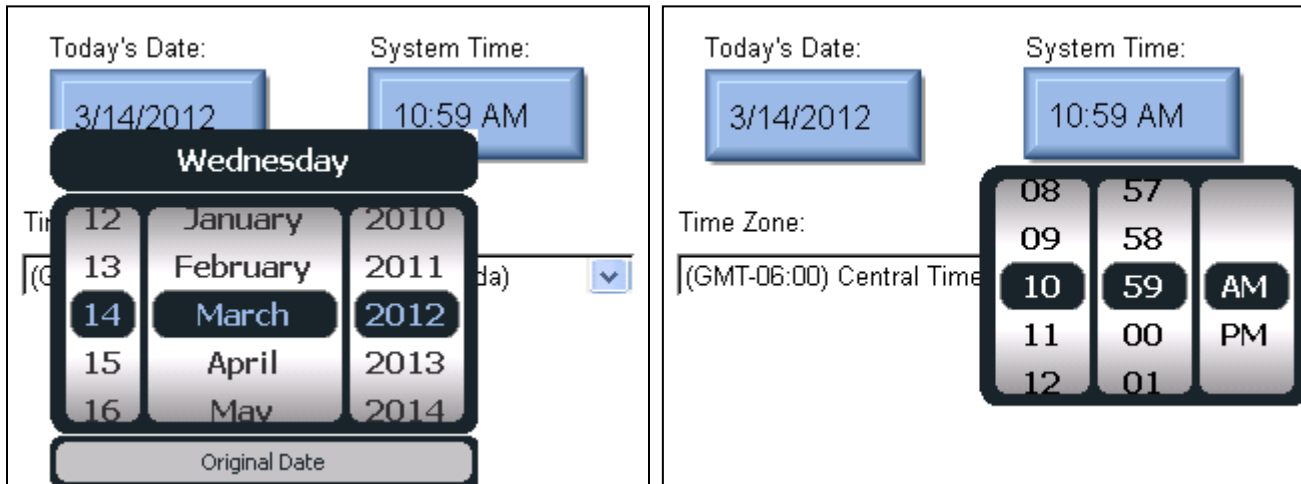 Today's Date: System Time:
3/14/2012 10:59 AM
Wednesday
Tir
(G da)
12 January 2010
13 February 2011
14 March 2012
15 April 2013
16 May 2014
Original Date
Today's Date: System Time:
3/14/2012 10:59 AM
Time Zone:
(GMT-06:00) Central Time
08 57
09 58
10 59 AM
11 00 PM
12 01